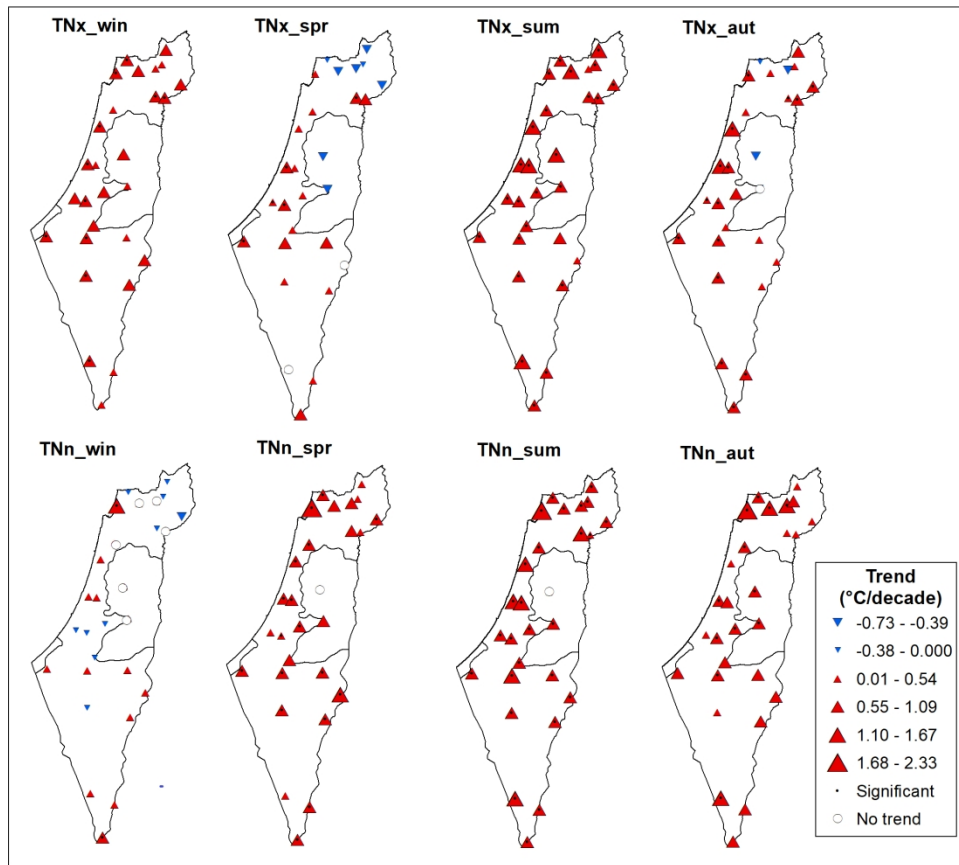 TNx_win
TNx_spr
TNx_sum
TNx_aut
TNn_win
TNn_spr
TNn_sum
TNn_aut
Trend
(°C/decade)
-0.73 - -0.39
-0.38 - 0.000
0.01 - 0.54
0.55 - 1.09
1.10 - 1.67
1.68 - 2.33
Significant
No trend